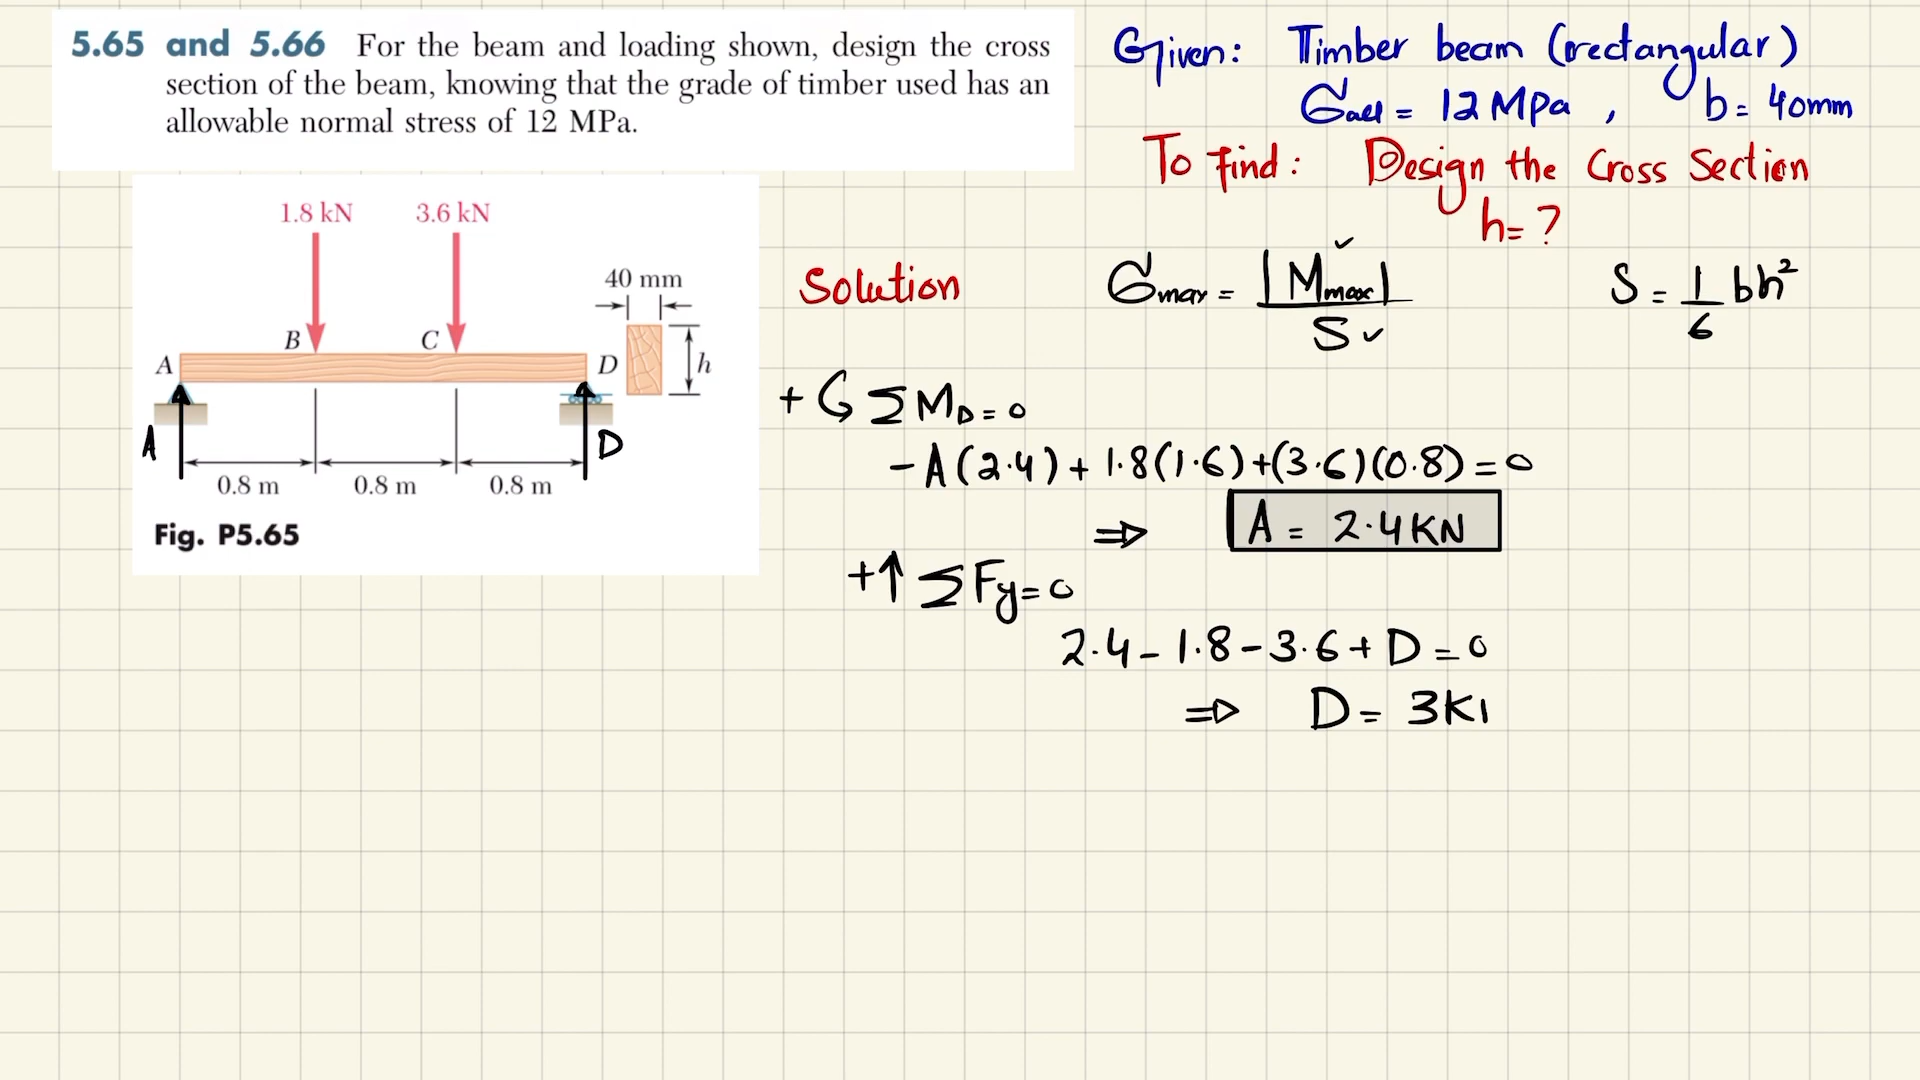 5.65 and 5.66 For the beam and loading shown, design the cross
section of the beam, knowing that the grade of timber used has an
allowable normal stress of 12 MPa.
Given: Timber beam (rectangular)
σall = 12 MPa , b = 40mm
To find: Design the Cross Section
h = ?
1.8 kN 3.6 kN
40 mm
B C
A D h
A D
0.8 m 0.8 m 0.8 m
Fig. P5.65
Solution σmax = |Mmax| / S S = 1/6 bh²
+ ↺ ΣM_D = 0
-A(2.4) + 1.8(1.6) + (3.6)(0.8) = 0
⇒ A = 2.4KN
+↑ ΣFy = 0
2.4 - 1.8 - 3.6 + D = 0
⇒ D = 3K